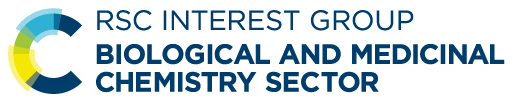 RSC INTEREST GROUP
BIOLOGICAL AND MEDICINAL
CHEMISTRY SECTOR